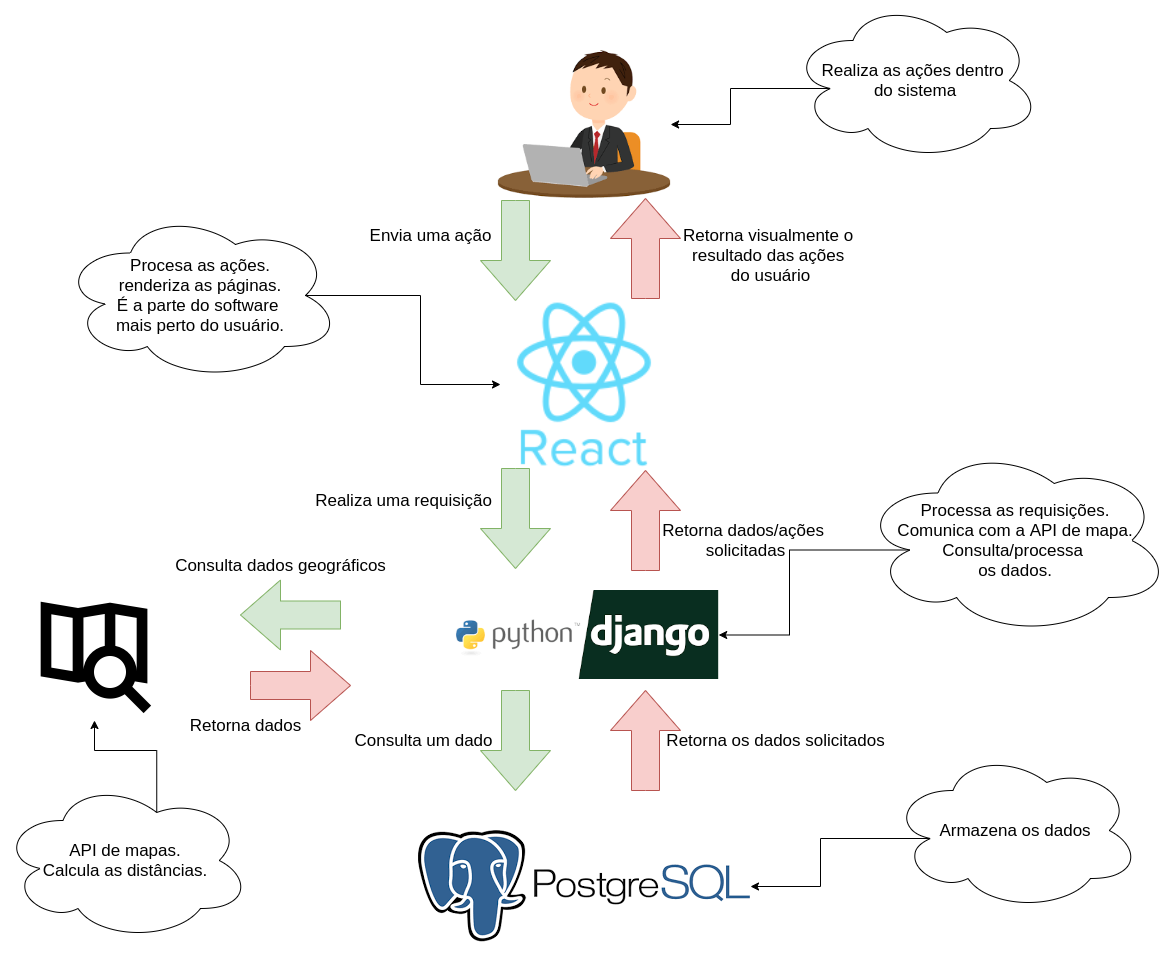 Realiza as ações dentro
do sistema
Envia uma ação
Retorna visualmente o
resultado das ações
do usuário
Procesa as ações.
renderiza as páginas.
É a parte do software
mais perto do usuário.
React
Realiza uma requisição
Retorna dados/ações
solicitadas
Processa as requisições.
Comunica com a API de mapa.
Consulta/processa
os dados.
Consulta dados geográficos
python™
django
Retorna dados
Consulta um dado
Retorna os dados solicitados
API de mapas.
Calcula as distâncias.
Armazena os dados
PostgreSQL